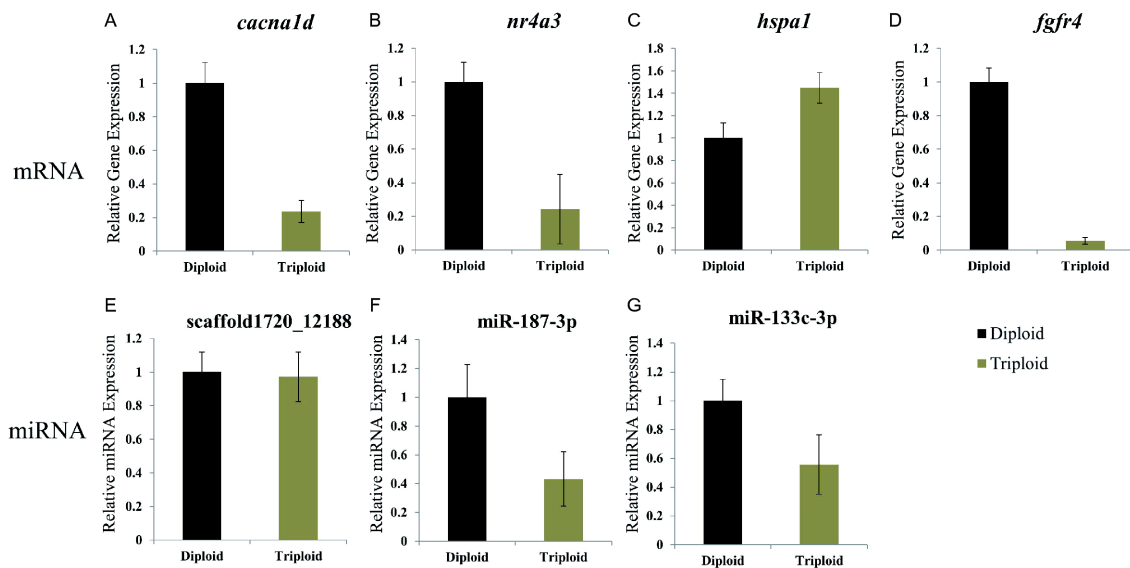 A cacna1d
B nr4a3
C hspa1
D fgfr4
mRNA
Relative Gene Expression
1.2
1
0.8
0.6
0.4
0.2
0
Diploid Triploid
Relative Gene Expression
1.2
1
0.8
0.6
0.4
0.2
0
Diploid Triploid
Relative Gene Expression
1.8
1.6
1.4
1.2
1
0.8
0.6
0.4
0.2
0
Diploid Triploid
Relative Gene Expression
1.2
1
0.8
0.6
0.4
0.2
0
Diploid Triploid
miRNA
E scaffold1720_12188
Relative miRNA Expression
1.2
1
0.8
0.6
0.4
0.2
0
Diploid Triploid
F miR-187-3p
Relative miRNA Expression
1.4
1.2
1
0.8
0.6
0.4
0.2
0
Diploid Triploid
G miR-133c-3p
Relative miRNA Expression
1.4
1.2
1
0.8
0.6
0.4
0.2
0
Diploid Triploid
Diploid
Triploid